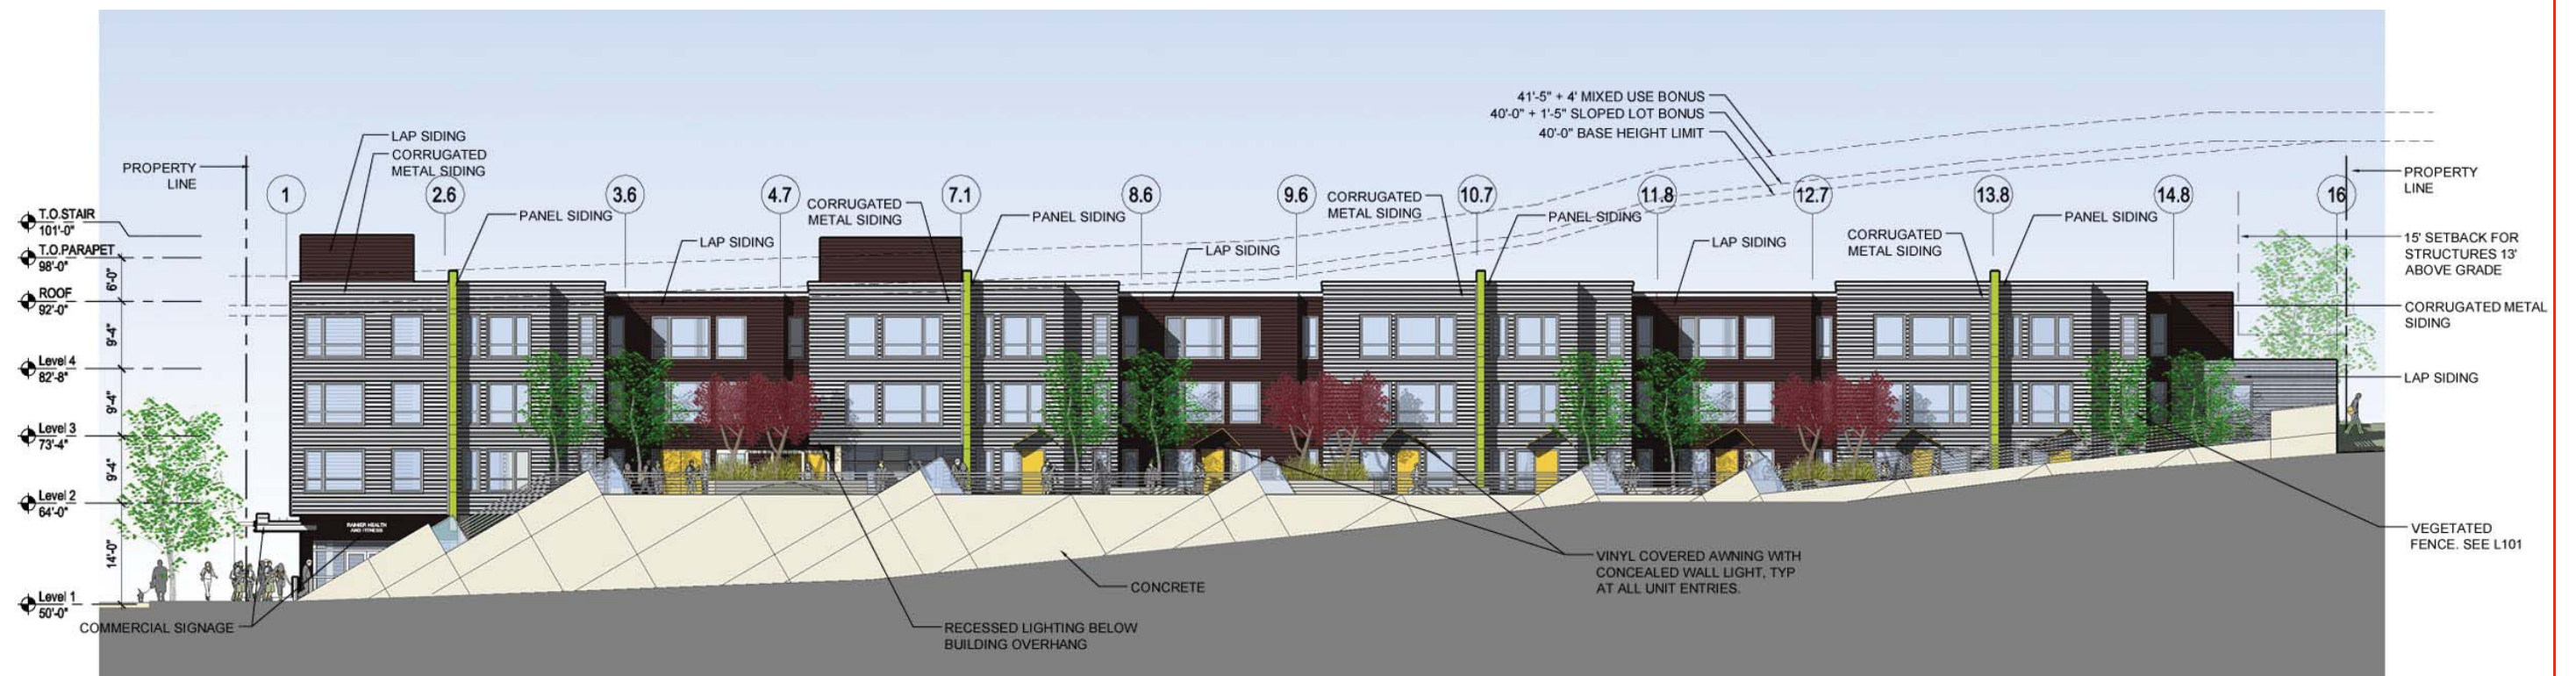 41'-5" + 4' MIXED USE BONUS
40'-0" + 1'-5" SLOPED LOT BONUS
40'-0" BASE HEIGHT LIMIT
LAP SIDING
CORRUGATED
METAL SIDING
PROPERTY
LINE
1
2.6
3.6
4.7
7.1
8.6
9.6
10.7
11.8
12.7
13.8
14.8
16
PROPERTY
LINE
CORRUGATED
METAL SIDING
CORRUGATED
METAL SIDING
CORRUGATED
METAL SIDING
PANEL SIDING
PANEL SIDING
PANEL SIDING
PANEL SIDING
LAP SIDING
LAP SIDING
LAP SIDING
15' SETBACK FOR
STRUCTURES 13'
ABOVE GRADE
CORRUGATED METAL
SIDING
LAP SIDING
T.O.STAIR
101'-0"
T.O.PARAPET
98'-0"
6'-0"
ROOF
92'-0"
9'-4"
Level 4
82'-8"
9'-4"
Level 3
73'-4"
9'-4"
Level 2
64'-0"
14'-0"
Level 1
50'-0"
RAINIER HEALTH
AND FITNESS
COMMERCIAL SIGNAGE
RECESSED LIGHTING BELOW
BUILDING OVERHANG
CONCRETE
VINYL COVERED AWNING WITH
CONCEALED WALL LIGHT, TYP
AT ALL UNIT ENTRIES.
VEGETATED
FENCE. SEE L101